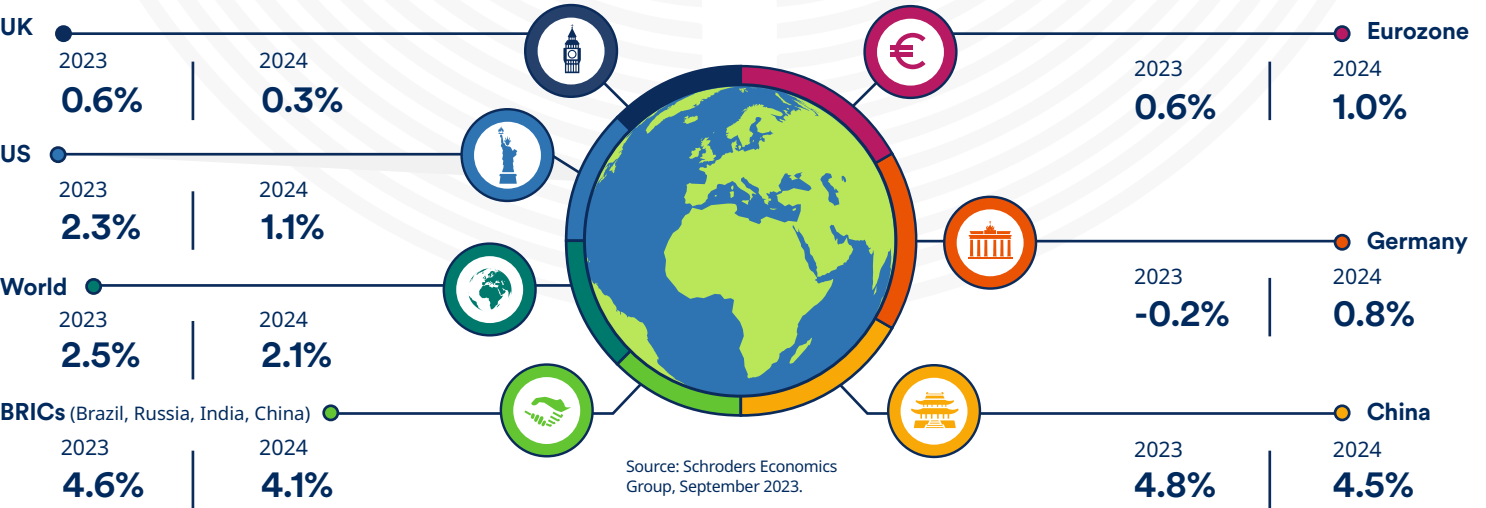 UK
2023 2024
0.6% 0.3%
US
2023 2024
2.3% 1.1%
World
2023 2024
2.5% 2.1%
BRICs (Brazil, Russia, India, China)
2023 2024
4.6% 4.1%
Eurozone
2023 2024
0.6% 1.0%
Germany
2023 2024
-0.2% 0.8%
China
2023 2024
4.8% 4.5%
Source: Schroders Economics
Group, September 2023.